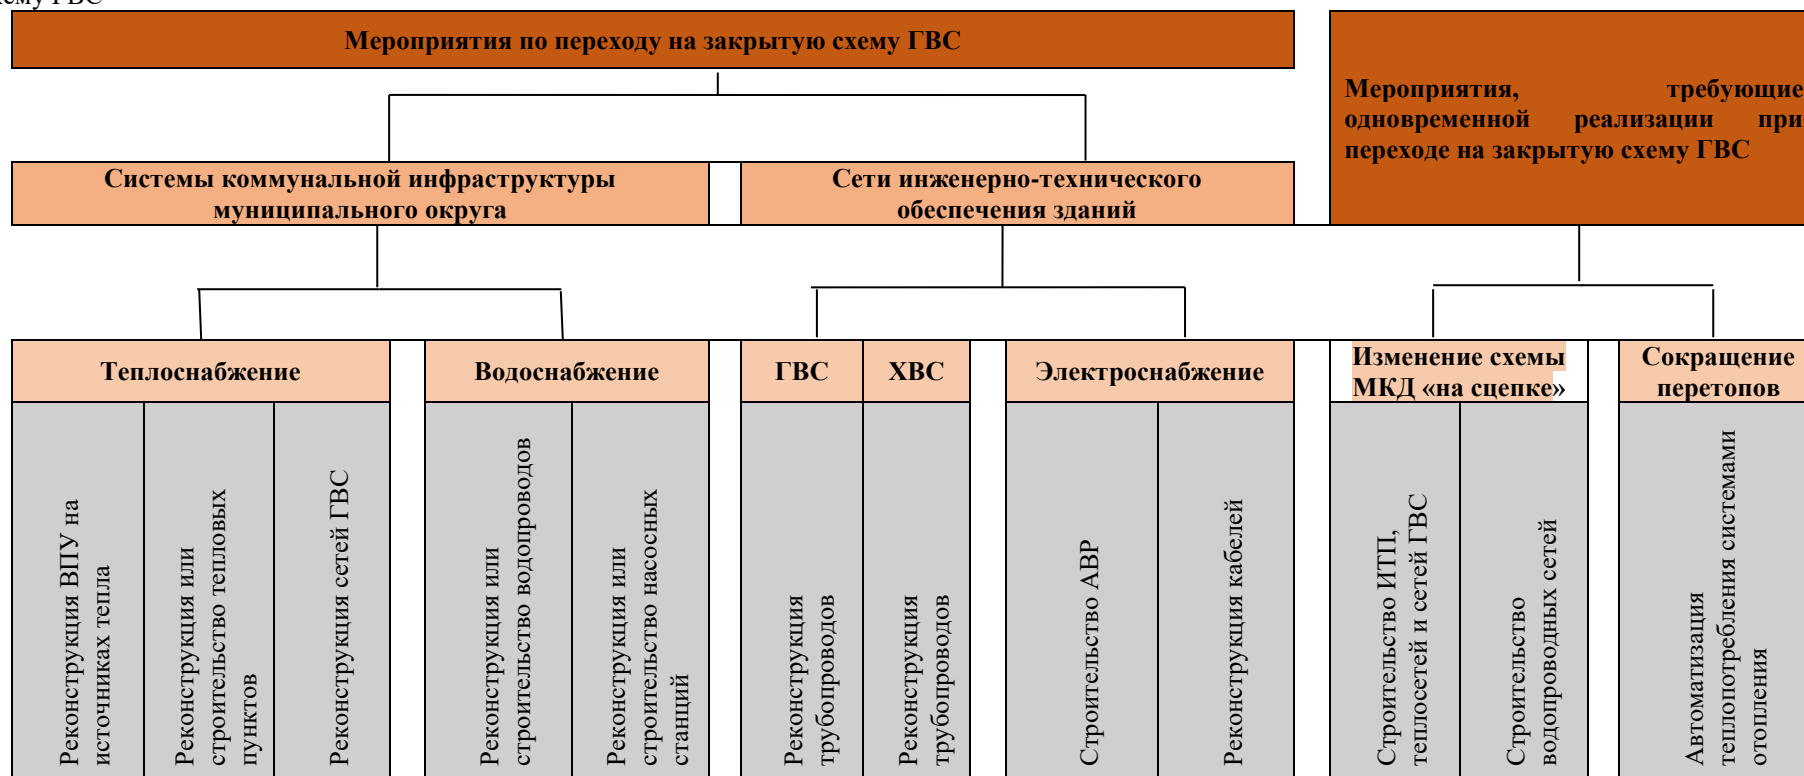 хему ГВС
Мероприятия по переходу на закрытую схему ГВС
Мероприятия, требующие
одновременной реализации при
переходе на закрытую схему ГВС
Системы коммунальной инфраструктуры
муниципального округа
Сети инженерно-технического
обеспечения зданий
Теплоснабжение
Водоснабжение
ГВС
ХВС
Электроснабжение
Изменение схемы
МКД «на сцепке»
Сокращение
перетопов
Реконструкция ВПУ на
источниках тепла
Реконструкция или
строительство тепловых
пунктов
Реконструкция сетей ГВС
Реконструкция или
строительство водопроводов
Реконструкция или
строительство насосных
станций
Реконструкция
трубопроводов
Реконструкция
трубопроводов
Строительство АВР
Реконструкция кабелей
Строительство ИТП,
теплосетей и сетей ГВС
Строительство
водопроводных сетей
Автоматизация
теплопотребления системами
отопления